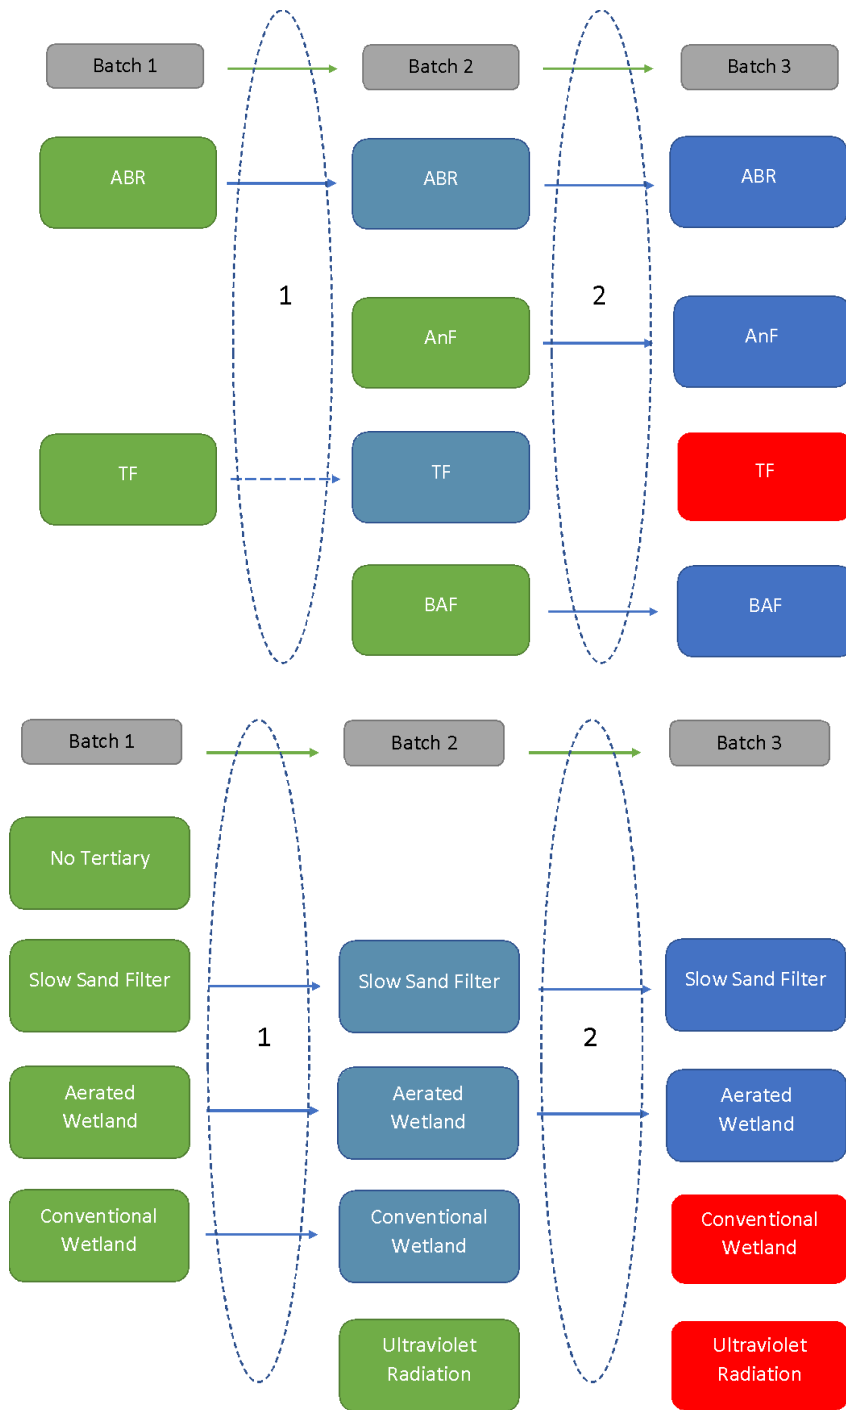 Batch 1
Batch 2
Batch 3
ABR
ABR
ABR
1
2
AnF
AnF
TF
TF
TF
BAF
BAF
Batch 1
Batch 2
Batch 3
No Tertiary
Slow Sand Filter
Slow Sand Filter
Slow Sand Filter
1
2
Aerated
Wetland
Aerated
Wetland
Aerated
Wetland
Conventional
Wetland
Conventional
Wetland
Conventional
Wetland
Ultraviolet
Radiation
Ultraviolet
Radiation